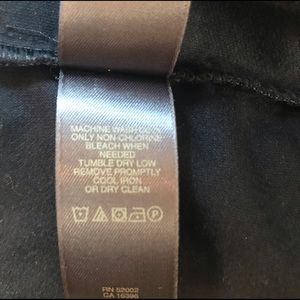 MACHINE WASH COLD
ONLY NON-CHLORINE
BLEACH WHEN
NEEDED
TUMBLE DRY LOW
REMOVE PROMPTLY
COOL IRON
OR DRY CLEAN
P
RN 52002
CA 16396